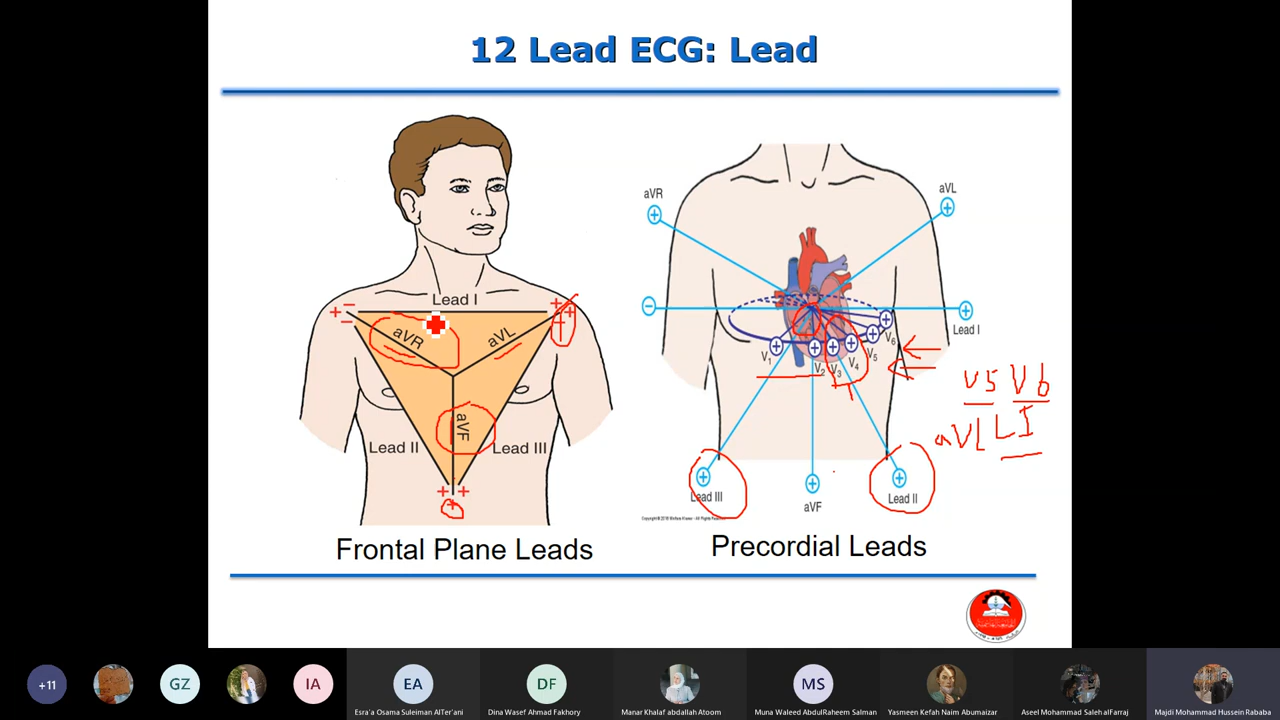 12 Lead ECG: Lead
Lead I
aVR
aVL
aVF
Lead II
Lead III
Frontal Plane Leads
aVR
aVL
Lead I
V1
V2
V3
V4
V5
V6
V5 V6
aVL LI
Lead III
aVF
Lead II
Precordial Leads
+11
GZ
IA
EA
DF
MS
Esra'a Osama Suleiman AlTer'ani
Dina Wasef Ahmad Fakhory
Manar Khalaf abdallah Atoom
Muna Waleed AbdulRaheem Salman
Yasmeen Kefah Naim Abumaizar
Aseel Mohammad Saleh alFarraj
Majdi Mohammad Hussein Rababa